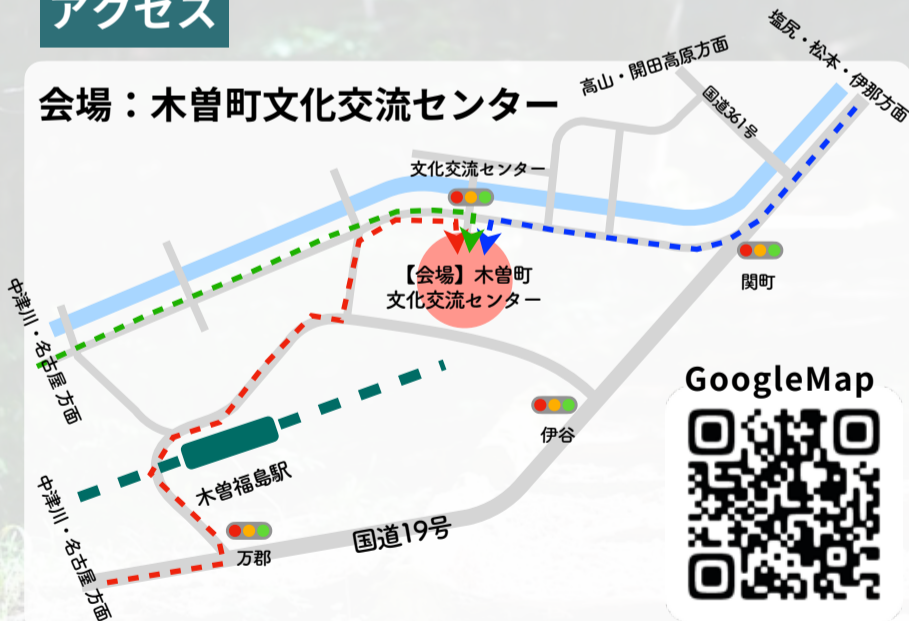 アクセス
会場：木曽町文化交流センター
塩尻・松本・伊那方面
高山・開田高原方面
国道361号
文化交流センター
関町
【会場】木曽町
文化交流センター
中津川・名古屋 方面
GoogleMap
伊谷
木曽福島駅
中津川・名古屋 方面
国道19号
万郡